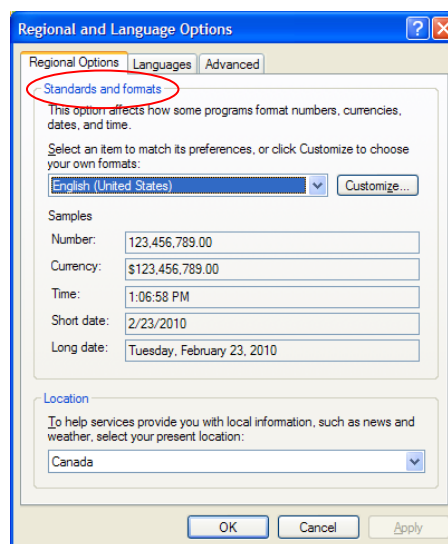 Regional and Language Options
Regional Options Languages Advanced
Standards and formats
This option affects how some programs format numbers, currencies,
dates, and time.
Select an item to match its preferences, or click Customize to choose
your own formats:
English (United States) Customize...
Samples
Number: 123,456,789.00
Currency: $123,456,789.00
Time: 1:06:58 PM
Short date: 2/23/2010
Long date: Tuesday, February 23, 2010
Location
To help services provide you with local information, such as news and
weather, select your present location:
Canada
OK Cancel Apply